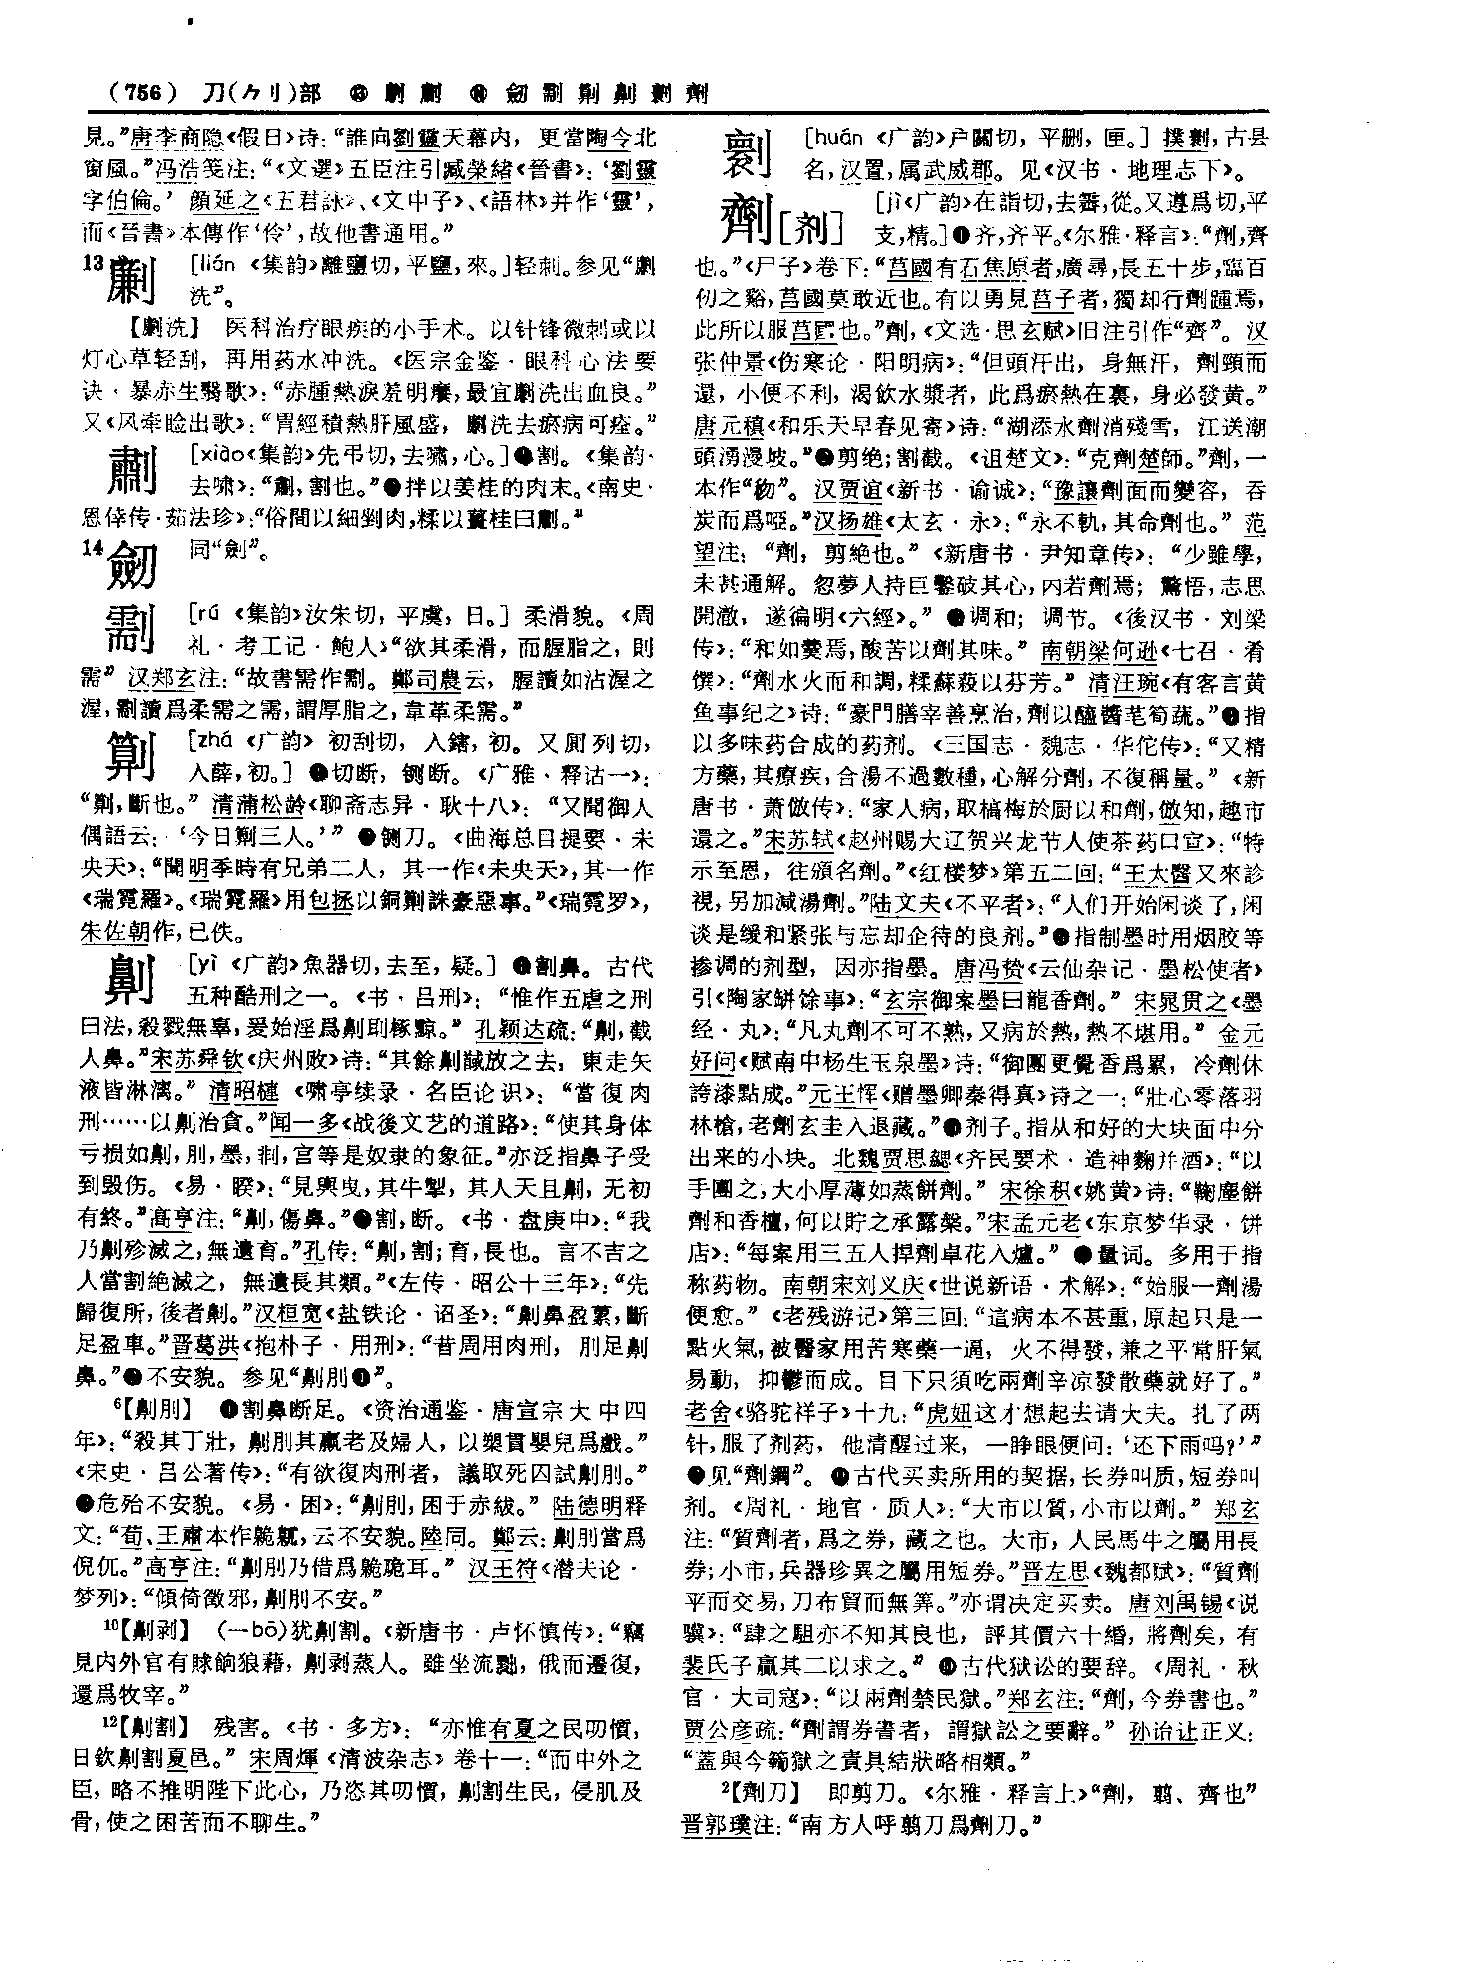 (756) 刀(⺈刂)部 ⑬ 劆 𠠎 ⑭ 劒 𠠐 劗 劓 𠠞 劑
見。”唐李商隐《假日》诗：“誰向劉靈天幕内，更當陶令北
窗風。”冯浩笺注：“《文選》五臣注引臧榮緒《晉書》：‘劉靈
字伯倫。’顔延之《五君詠》、《文中子》、《語林》并作‘靈’，
而《晉書》本傳作‘伶’，故他書通用。”
13 劆 [lián 《集韵》離鹽切，平鹽，來。]轻刺。参见“劆
洗”。
【劆洗】 医科治疗眼疾的小手术。以针锋微刺或以
灯心草轻刮，再用药水冲洗。《医宗金鉴·眼科心法要
诀·暴赤生翳歌》：“赤腫熱淚羞明癢，最宜劆洗出血良。”
又《风牵睑出歌》：“胃經積熱肝風盛，劆洗去瘀病可痊。”
[xiào《集韵》先弔切，去嘯，心。]❶割。《集韵·
去啸》：“割也。”❷拌以姜桂的肉末。《南史·
恩倖传·茹法珍》：“俗間以細剉肉，糅以薑桂曰
14 劒 同“劍”。
[rú 《集韵》汝朱切，平虞，日。] 柔滑貌。《周
礼·考工记·鲍人》“欲其柔滑，而腥脂之，則
需” 汉郑玄注：“故書需作。鄭司農云，腥讀如沾渥之
渥，讀爲柔需之需，謂厚脂之，韋革柔需。”
[zhá 《广韵》初刮切，入鎋，初。又厠列切，
入薛，初。] ❶切断，铡断。《广雅·释诂一》：
“斷也。” 清蒲松龄《聊斋志异·耿十八》：“又聞御人
偶語云：‘今日三人。’” ❷铡刀。《曲海总目提要·未
央天》：“聞明季時有兄弟二人，其一作《未央天》，其一作
《瑞霓羅》。《瑞霓羅》用包拯以銅誅豪惡事。”《瑞霓罗》，
朱佐朝作，已佚。
劓 [yì 《广韵》魚器切，去至，疑。] ❶割鼻。古代
五种酷刑之一。《书·吕刑》：“惟作五虐之刑
曰法，殺戮無辜，爰始淫爲劓刵椓黥。” 孔颖达疏：“劓，截
人鼻。”宋苏舜钦《庆州败》诗：“其餘劓馘放之去，東走矢
液皆淋漓。” 清昭槤《啸亭续录·名臣论识》：“當復肉
刑……以劓治貪。”闻一多《战後文艺的道路》：“使其身体
亏损如劓，刖，墨，剕，宫等是奴隶的象征。”亦泛指鼻子受
到毁伤。《易·睽》：“見輿曳，其牛掣，其人天且劓，无初
有終。”高亨注：“劓，傷鼻。”❷割，断。《书·盘庚中》：“我
乃劓殄滅之，無遺育。”孔传：“劓，割；育，長也。言不吉之
人當割絶滅之，無遺長其類。”《左传·昭公十三年》：“先
歸復所，後者劓。”汉桓宽《盐铁论·诏圣》：“劓鼻盈蔂，斷
足盈車。”晋葛洪《抱朴子·用刑》：“昔周用肉刑，刖足劓
鼻。”❸不安貌。参见“劓刖❷”。
6【劓刖】 ❶割鼻断足。《资治通鉴·唐宣宗大中四
年》：“殺其丁壯，劓刖其羸老及婦人，以槊貫嬰兒爲戲。”
《宋史·吕公著传》：“有欲復肉刑者，議取死囚試劓刖。”
❷危殆不安貌。《易·困》：“劓刖，困于赤紱。” 陆德明释
文：“荀、王肅本作臲𡰈，云不安貌。陸同。鄭云：劓刖當爲
倪㐳。”高亨注：“劓刖乃借爲臲卼耳。” 汉王符《潜夫论·
梦列》：“傾倚徵邪，劓刖不安。”
10【劓剥】 (—bō)犹劓割。《新唐书·卢怀慎传》：“竊
見内外官有賕餉狼藉，劓剥蒸人。雖坐流黜，俄而遷復，
還爲牧宰。”
12【劓割】 残害。《书·多方》：“亦惟有夏之民叨懫，
日欽劓割夏邑。” 宋周煇《清波杂志》卷十一：“而中外之
臣，略不推明陛下此心，乃恣其叨懫，劓割生民，侵肌及
骨，使之困苦而不聊生。”
[huán 《广韵》户關切，平删，匣。] 撲，古县
名，汉置，属武威郡。见《汉书·地理志下》。
劑[剂] [jì《广韵》在詣切，去霽，從。又遵爲切，平
支，精。]❶齐，齐平。《尔雅·释言》：“劑，齊
也。”《尸子》卷下：“莒國有石焦原者，廣尋，長五十步，臨百
仞之谿，莒國莫敢近也。有以勇見莒子者，獨却行劑踵焉，
此所以服莒國也。”劑，《文选·思玄赋》旧注引作“齊”。汉
张仲景《伤寒论·阳明病》：“但頭汗出，身無汗，劑頸而
還，小便不利，渴飲水漿者，此爲瘀熱在裏，身必發黄。”
唐元稹《和乐天早春见寄》诗：“湖添水劑消殘雪，江送潮
頭湧漫坡。”❷剪绝；割截。《诅楚文》：“克劑楚師。”劑，一
本作“𥝢”。汉贾谊《新书·谕诚》：“豫讓劑面而變容，吞
炭而爲啞。”汉扬雄《太玄·永》：“永不軌，其命劑也。”范
望注：“劑，剪絶也。”《新唐书·尹知章传》：“少雖學，
未甚通解。忽夢人持巨鑿破其心，内若劑焉；驚悟，志思
開澈，遂徧明《六經》。” ❸调和；调节。《後汉书·刘梁
传》：“和如羹焉，酸苦以劑其味。” 南朝梁何逊《七召·肴
馔》：“劑水火而和調，糅蘇蔱以芬芳。” 清汪琬《有客言黄
鱼事纪之》诗：“豪門膳宰善烹治，劑以醯醬芼筍蔬。”❹指
以多味药合成的药剂。《三国志·魏志·华佗传》：“又精
方藥，其療疾，合湯不過數種，心解分劑，不復稱量。”《新
唐书·萧倣传》：“家人病，取槁梅於厨以和劑，倣知，趣市
還之。”宋苏轼《赵州赐大辽贺兴龙节人使茶药口宣》：“特
示至恩，往頒名劑。”《红楼梦》第五二回：“王太醫又來診
視，另加減湯劑。”陆文夫《不平者》：“人们开始闲谈了，闲
谈是缓和紧张与忘却企待的良剂。”❺指制墨时用烟胶等
掺调的剂型，因亦指墨。唐冯贽《云仙杂记·墨松使者》
引《陶家缾馀事》：“玄宗御案墨曰龍香劑。” 宋晁贯之《墨
经·丸》：“凡丸劑不可不熟，又病於熱，熱不堪用。” 金元
好问《赋南中杨生玉泉墨》诗：“御團更覺香爲累，冷劑休
誇漆點成。”元王恽《赠墨卿秦得真》诗之一：“壯心零落羽
林槍，老劑玄圭入退藏。”❻剂子。指从和好的大块面中分
出来的小块。北魏贾思勰《齐民要术·造神麴并酒》：“以
手團之，大小厚薄如蒸餅劑。” 宋徐积《姚黄》诗：“鞠塵餅
劑和香檀，何以貯之承露槃。”宋孟元老《东京梦华录·饼
店》：“每案用三五人捍劑卓花入爐。” ❼量词。多用于指
称药物。南朝宋刘义庆《世说新语·术解》：“始服一劑湯
便愈。”《老残游记》第三回：“這病本不甚重，原起只是一
點火氣，被醫家用苦寒藥一逼，火不得發，兼之平常肝氣
易動，抑鬱而成。目下只須吃兩劑辛凉發散藥就好了。”
老舍《骆驼祥子》十九：“虎妞这才想起去请大夫。扎了两
针，服了剂药，他清醒过来，一睁眼便问：‘还下雨吗？’”
❽见“劑鋼”。 ❾古代买卖所用的契据，长券叫质，短券叫
剂。《周礼·地官·质人》：“大市以質，小市以劑。” 郑玄
注：“質劑者，爲之券，藏之也。大市，人民馬牛之屬用長
券；小市，兵器珍異之屬用短券。”晋左思《魏都赋》：“質劑
平而交易，刀布貿而無筭。”亦谓决定买卖。唐刘禹锡《说
骥》：“肆之駔亦不知其良也，評其價六十緡，將劑矣，有
裴氏子贏其二以求之。” ❿古代狱讼的要辞。《周礼·秋
官·大司寇》：“以兩劑禁民獄。”郑玄注：“劑，今券書也。”
贾公彦疏：“劑謂券書者，謂獄訟之要辭。” 孙诒让正义：
“蓋與今鞫獄之責具結狀略相類。”
2【劑刀】 即剪刀。《尔雅·释言上》“劑，翦、齊也”
晋郭璞注：“南方人呼翦刀爲劑刀。”